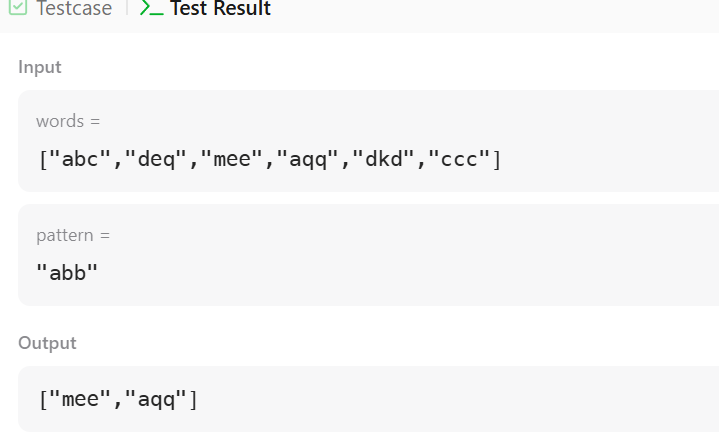 Testcase | >_ Test Result
Input
words =
["abc","deq","mee","aqq","dkd","ccc"]
pattern =
"abb"
Output
["mee","aqq"]